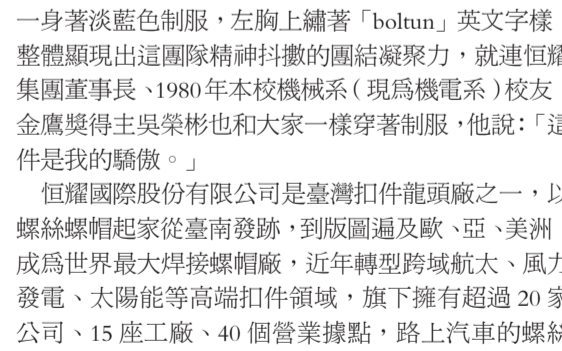 一身著淡藍色制服，左胸上繡著「boltun」英文字樣
整體顯現出這團隊精神抖擻的團結凝聚力，就連恒耀
集團董事長、1980 年本校機械系（現為機電系）校友
金鷹獎得主吳榮彬也和大家一樣穿著制服，他說：「這
件是我的驕傲。」
恒耀國際股份有限公司是臺灣扣件龍頭廠之一，以
螺絲螺帽起家從臺南發跡，到版圖遍及歐、亞、美洲
成為世界最大焊接螺帽廠，近年轉型跨域航太、風力
發電、太陽能等高端扣件領域，旗下擁有超過 20 家
公司、15 座工廠、40 個營業據點，路上汽車的螺絲